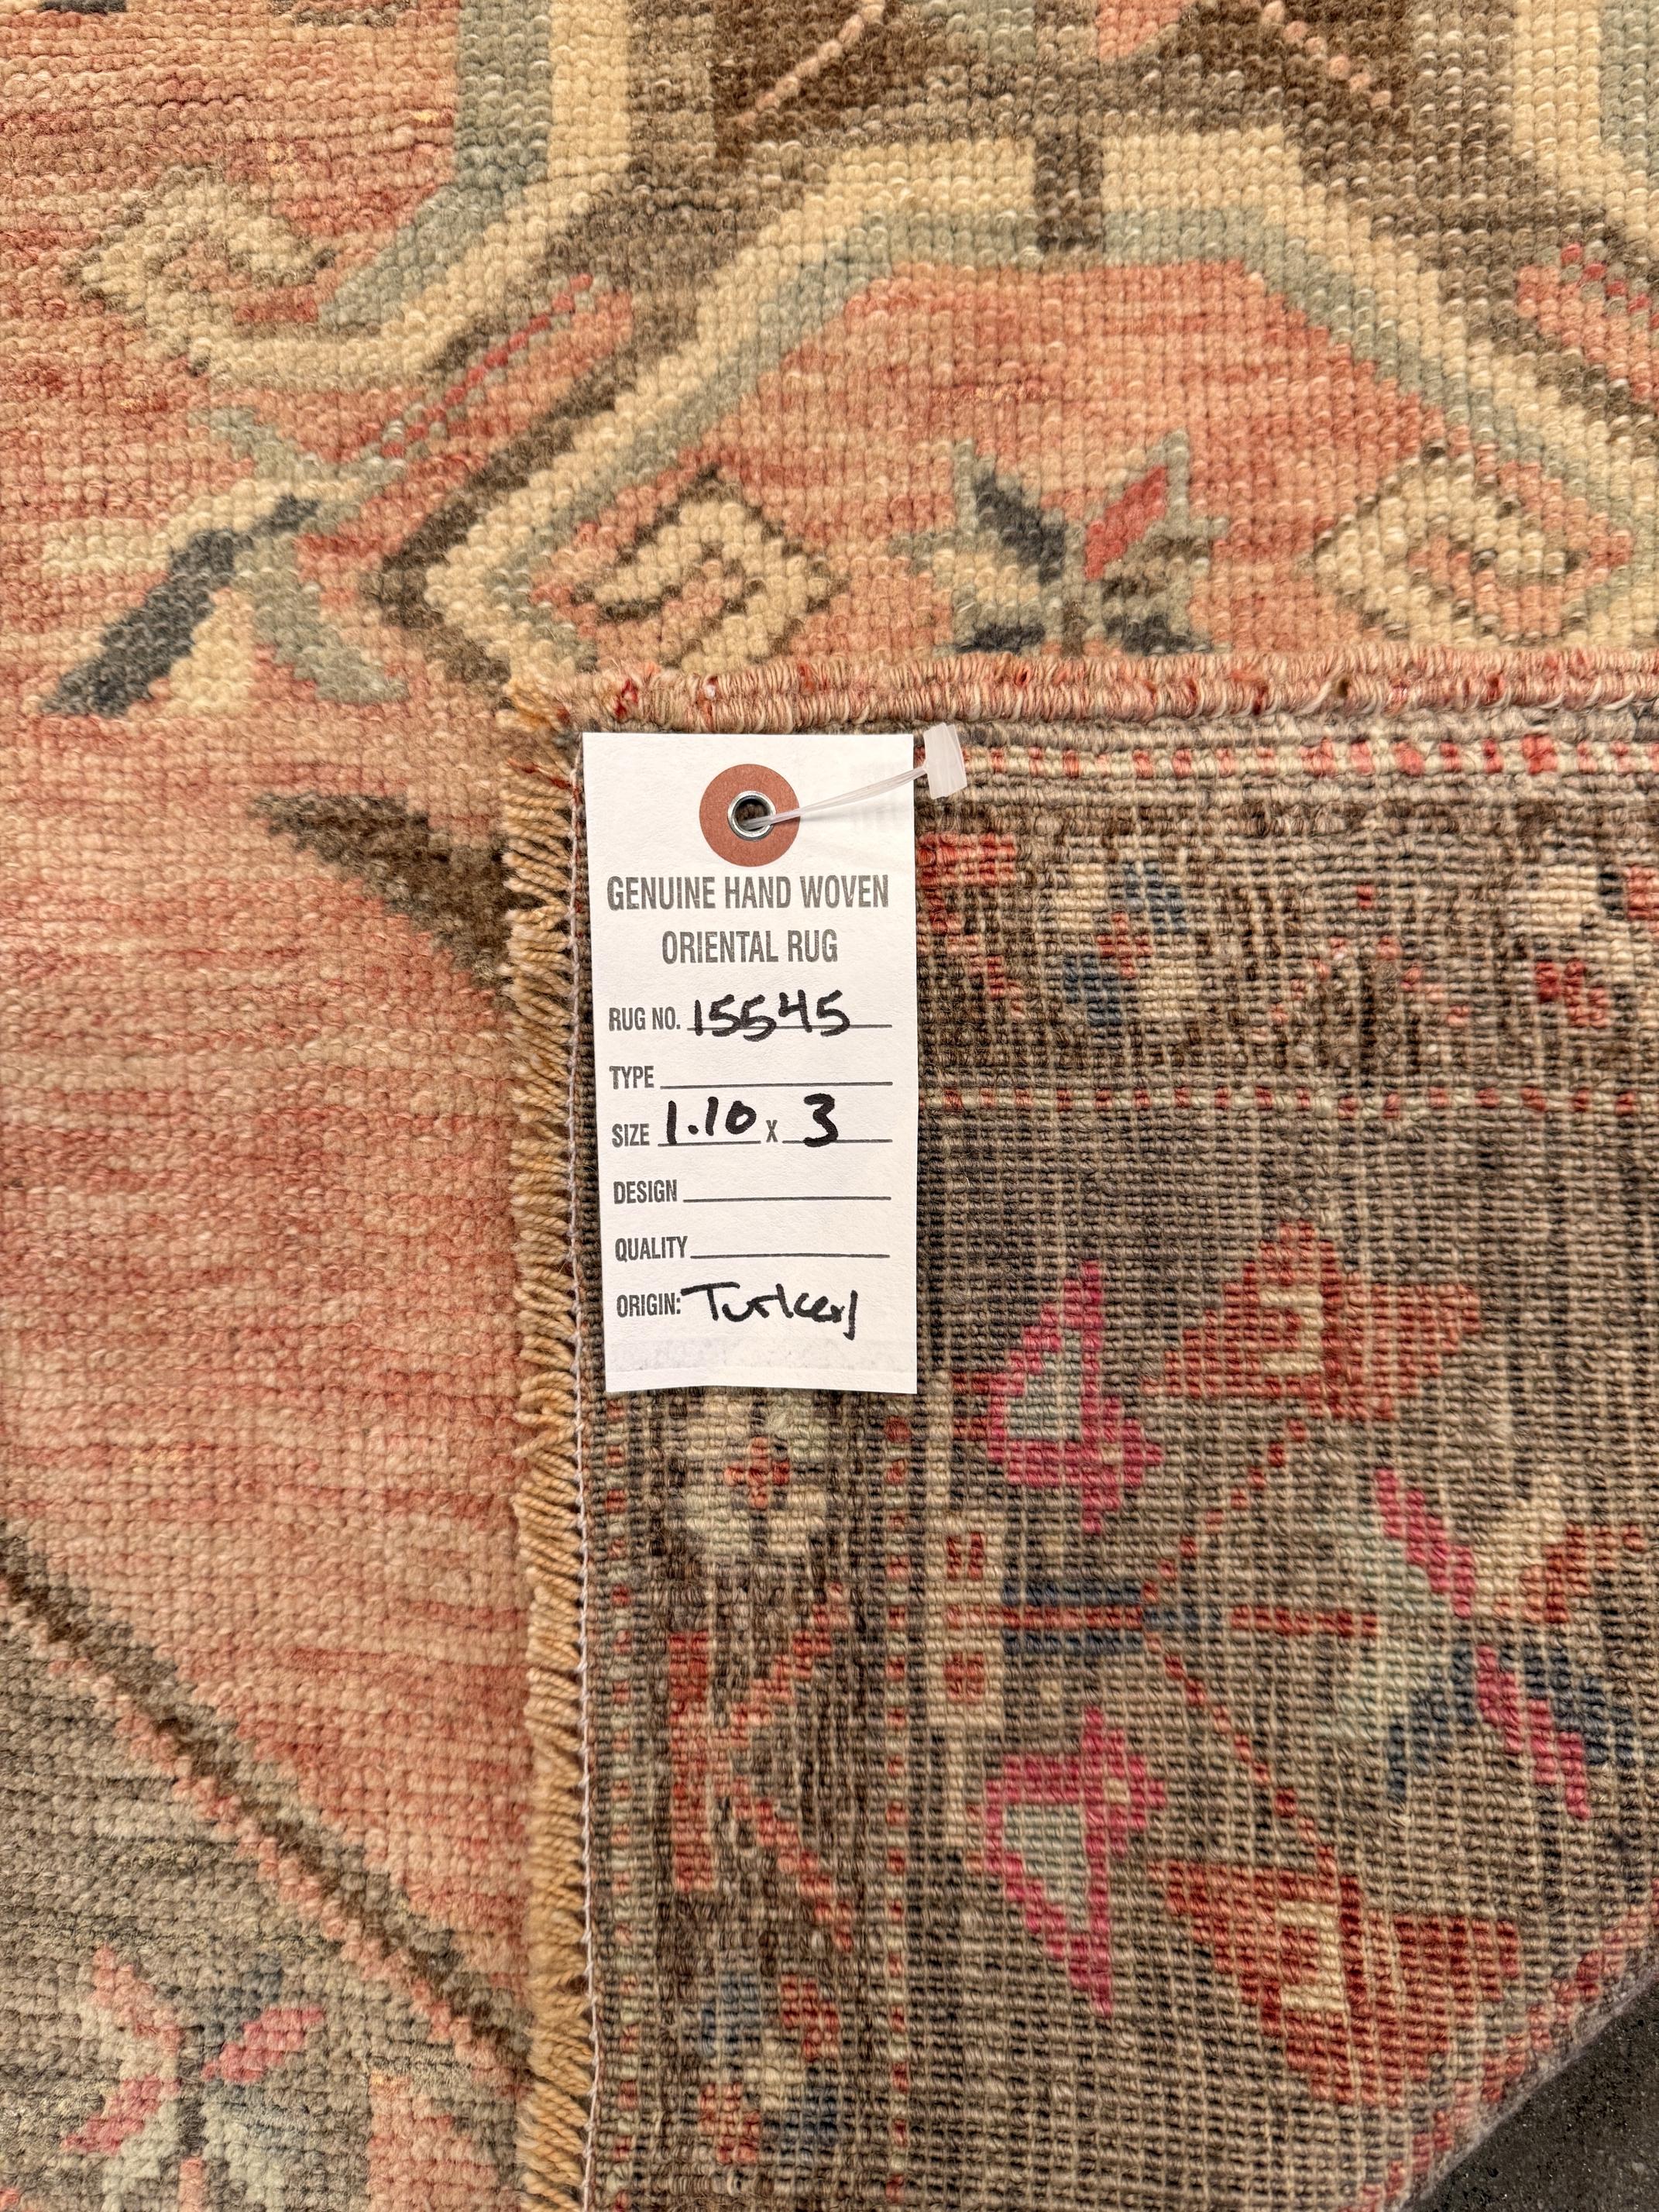 GENUINE HAND WOVEN
ORIENTAL RUG
RUG NO. 15545
TYPE
SIZE 1.10 x 3
DESIGN
QUALITY
ORIGIN: Turkey